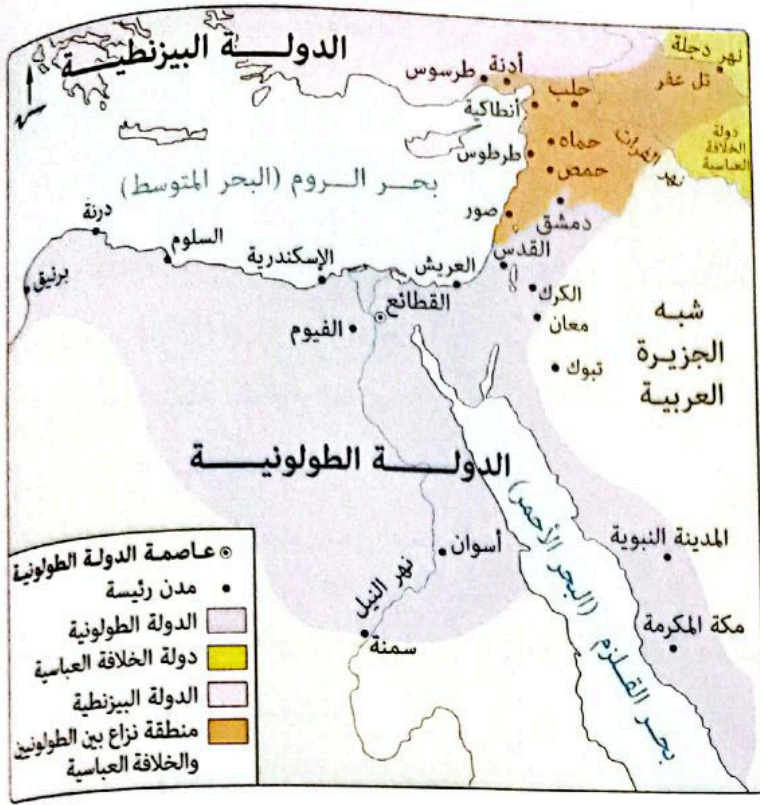 الدولة البيزنطية
نهر دجلة
تل عفر
أدنة
طرسوس
حلب
أنطاكية
دولة
الخلافة
العباسية
نهر الفرات
حماه
طرطوس
حمص
بحر الروم (البحر المتوسط)
دمشق
صور
درنة
السلوم
الإسكندرية
العريش
القدس
برنيق
القطائع
الكرك
الفيوم
معان
شبه
الجزيرة
العربية
تبوك
الدولة الطولونية
بحر القلزم (البحر الأحمر)
المدينة النبوية
أسوان
نهر النيل
مكة المكرمة
سمنة
عاصمة الدولة الطولونية
مدن رئيسة
الدولة الطولونية
دولة الخلافة العباسية
الدولة البيزنطية
منطقة نزاع بين الطولونيين
والخلافة العباسية